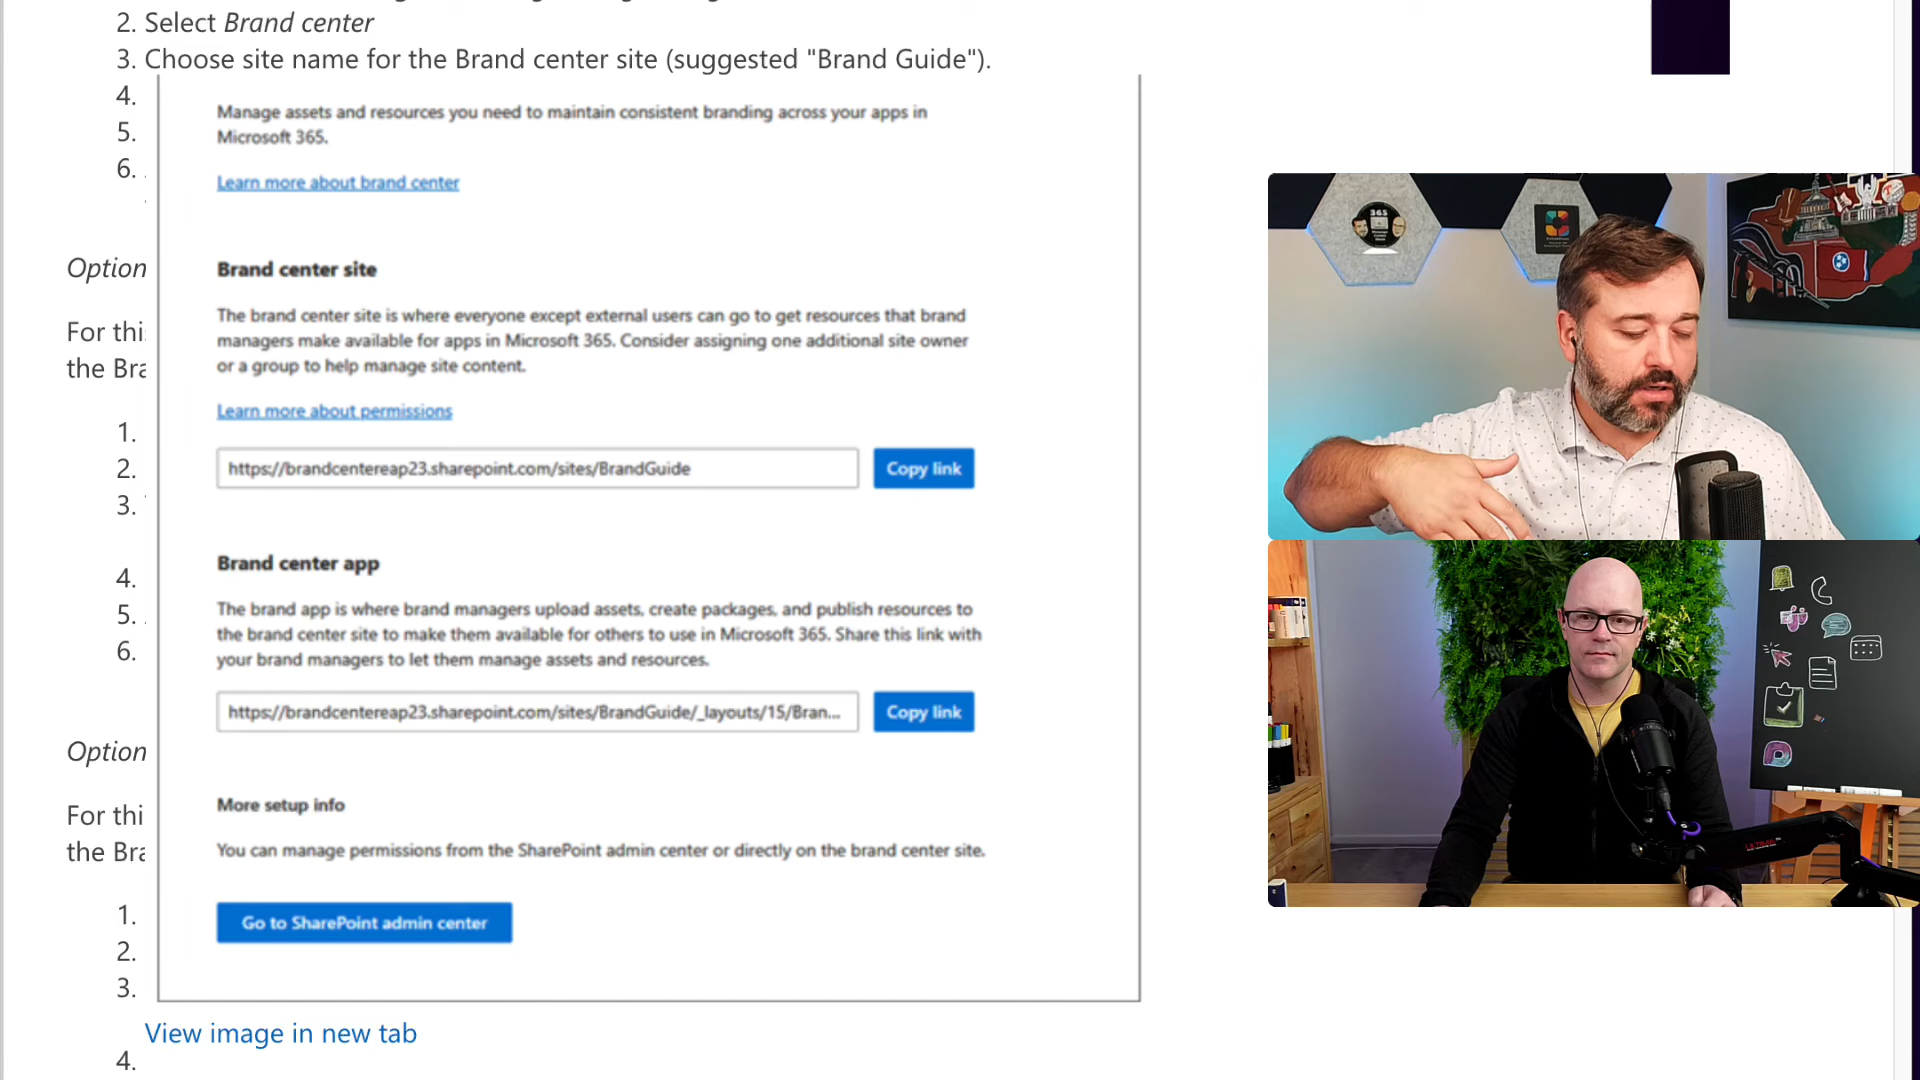 2. Select Brand center
3. Choose site name for the Brand center site (suggested "Brand Guide").
4.
5.
6.
Manage assets and resources you need to maintain consistent branding across your apps in
Microsoft 365.
Learn more about brand center
Option
Brand center site
The brand center site is where everyone except external users can go to get resources that brand
managers make available for apps in Microsoft 365. Consider assigning one additional site owner
or a group to help manage site content.
For thi
the Bra
Learn more about permissions
1.
2.
3.
https://brandcentereap23.sharepoint.com/sites/BrandGuide
Copy link
Brand center app
4.
5.
6.
The brand app is where brand managers upload assets, create packages, and publish resources to
the brand center site to make them available for others to use in Microsoft 365. Share this link with
your brand managers to let them manage assets and resources.
https://brandcentereap23.sharepoint.com/sites/BrandGuide/_layouts/15/Bran...
Copy link
Option
More setup info
For thi
the Bra
You can manage permissions from the SharePoint admin center or directly on the brand center site.
1.
2.
3.
Go to SharePoint admin center
View image in new tab
4.
365